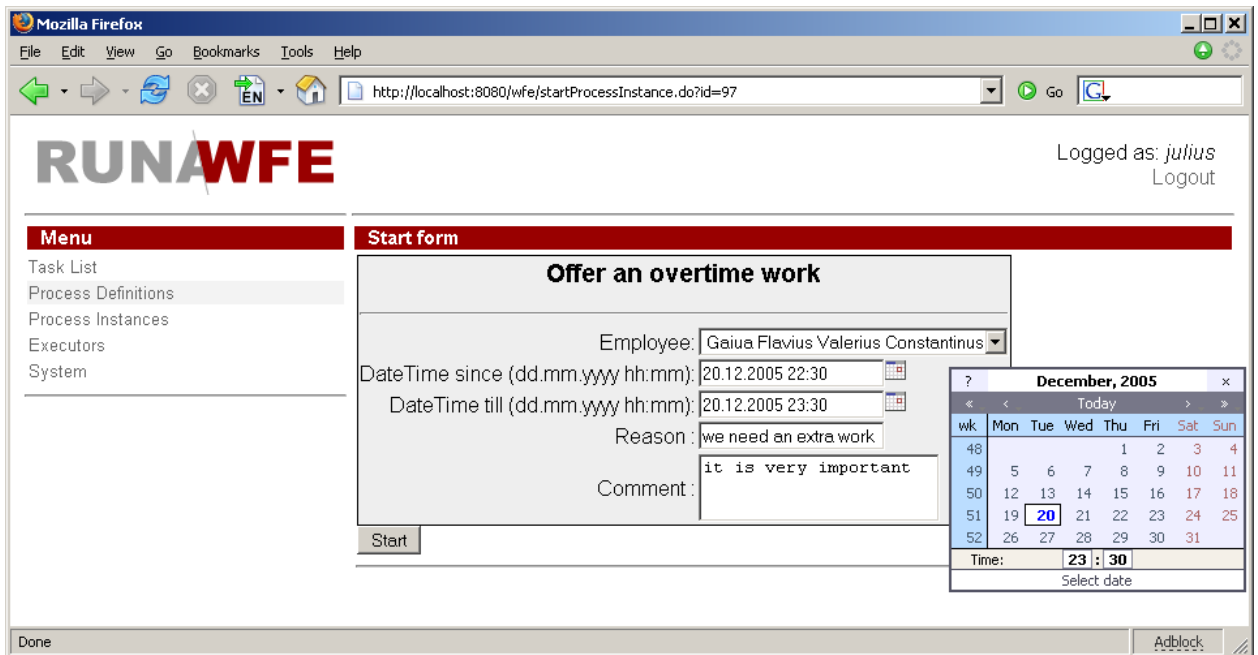 Mozilla Firefox
File Edit View Go Bookmarks Tools Help
EN http://localhost:8080/wfe/startProcessInstance.do?id=97 Go G
RUNAWFE
Logged as: julius
Logout
Menu
Task List
Process Definitions
Process Instances
Executors
System
Start form
Offer an overtime work
Employee: Gaiua Flavius Valerius Constantinus
DateTime since (dd.mm.yyyy hh:mm): 20.12.2005 22:30
DateTime till (dd.mm.yyyy hh:mm): 20.12.2005 23:30
Reason : we need an extra work
Comment : it is very important
Start
? December, 2005 ×
« ‹ Today › »
wk Mon Tue Wed Thu Fri Sat Sun
48 1 2 3 4
49 5 6 7 8 9 10 11
50 12 13 14 15 16 17 18
51 19 20 21 22 23 24 25
52 26 27 28 29 30 31
Time: 23 : 30
Select date
Done Adblock